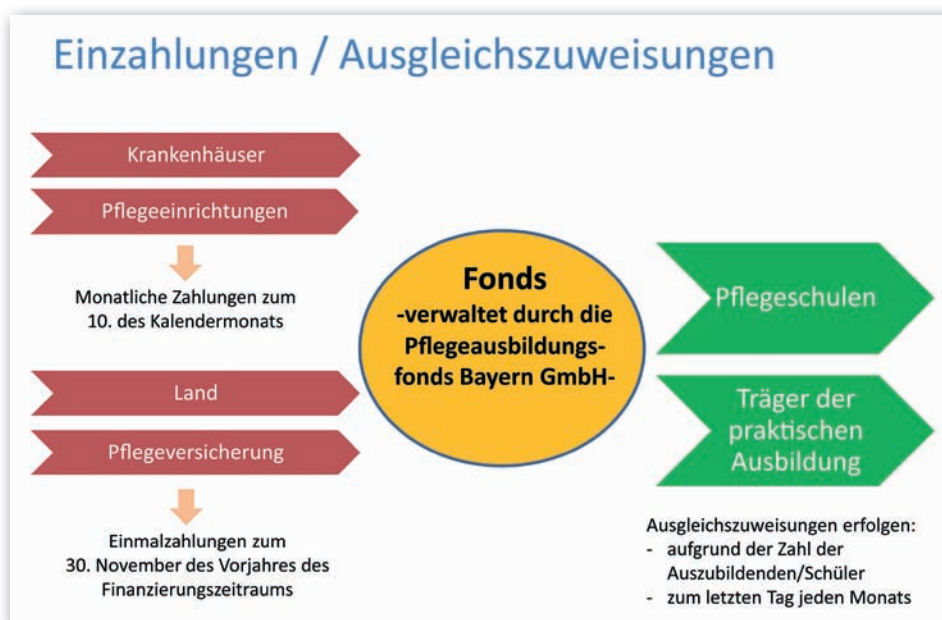 Einzahlungen / Ausgleichszuweisungen
Krankenhäuser
Pflegeeinrichtungen
Monatliche Zahlungen zum
10. des Kalendermonats
Land
Pflegeversicherung
Einmalzahlungen zum
30. November des Vorjahres des
Finanzierungszeitraums
Fonds
-verwaltet durch die
Pflegeausbildungs-
fonds Bayern GmbH-
Pflegeschulen
Träger der
praktischen
Ausbildung
Ausgleichszuweisungen erfolgen:
- aufgrund der Zahl der
Auszubildenden/Schüler
- zum letzten Tag jeden Monats